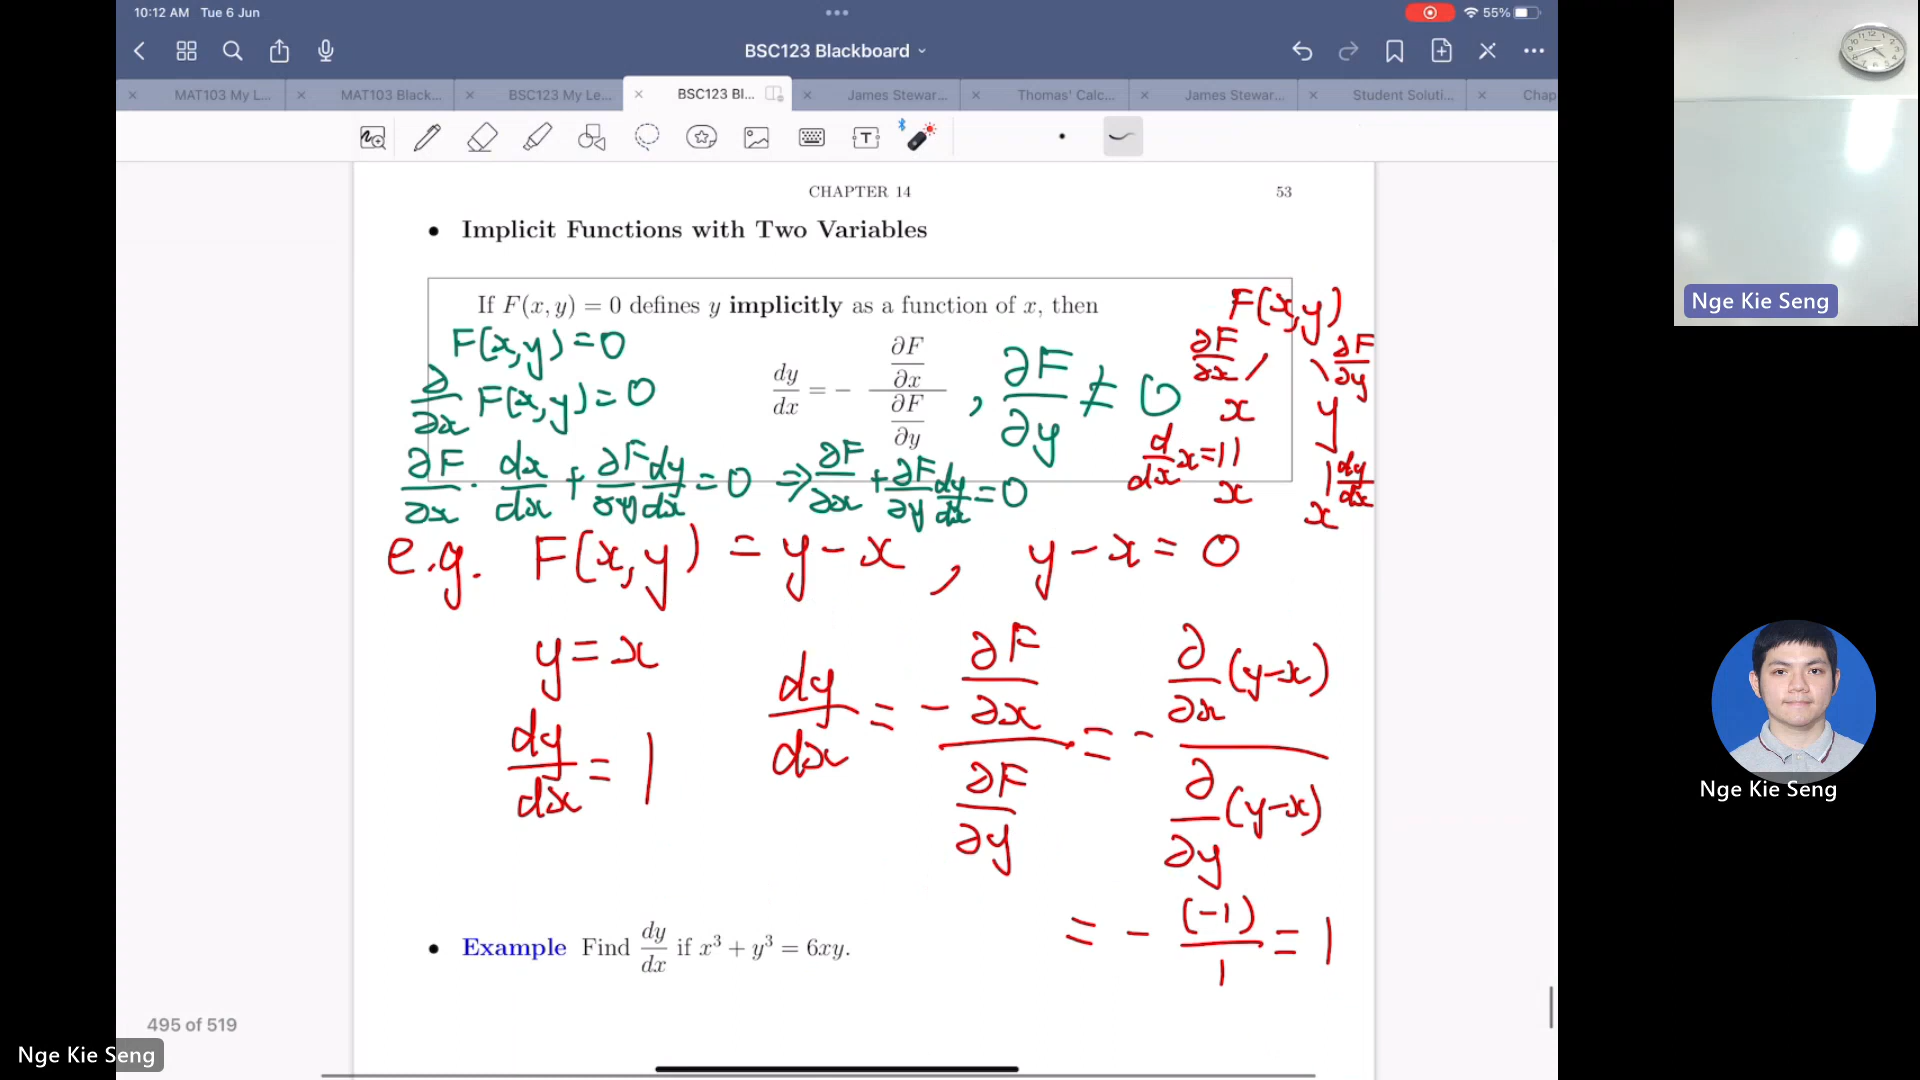 10:12 AM Tue 6 Jun
55%
BSC123 Blackboard
MAT103 My L...
MAT103 Black...
BSC123 My Le...
BSC123 Bl...
James Stewar...
Thomas' Calc...
James Stewar...
Student Soluti...
Chap
CHAPTER 14 53
• Implicit Functions with Two Variables
If F(x, y) = 0 defines y implicitly as a function of x, then
F(x,y)=0
∂/∂x F(x,y)=0
dy/dx = − (∂F/∂x)/(∂F/∂y) , ∂F/∂y ≠ 0
F(x,y)
∂F/∂x ∂F/∂y
x y
d/dx x=1 dy/dx
x x
∂F/∂x · dx/dx + ∂F/∂y dy/dx = 0 ⇒ ∂F/∂x + ∂F/∂y dy/dx = 0
e.g. F(x,y) = y−x , y−x = 0
y = x
dy/dx = 1
dy/dx = − (∂F/∂x)/(∂F/∂y) = − (∂/∂x (y−x))/(∂/∂y (y−x))
= − (−1)/1 = 1
• Example Find dy/dx if x³ + y³ = 6xy.
495 of 519
Nge Kie Seng
Nge Kie Seng
Nge Kie Seng